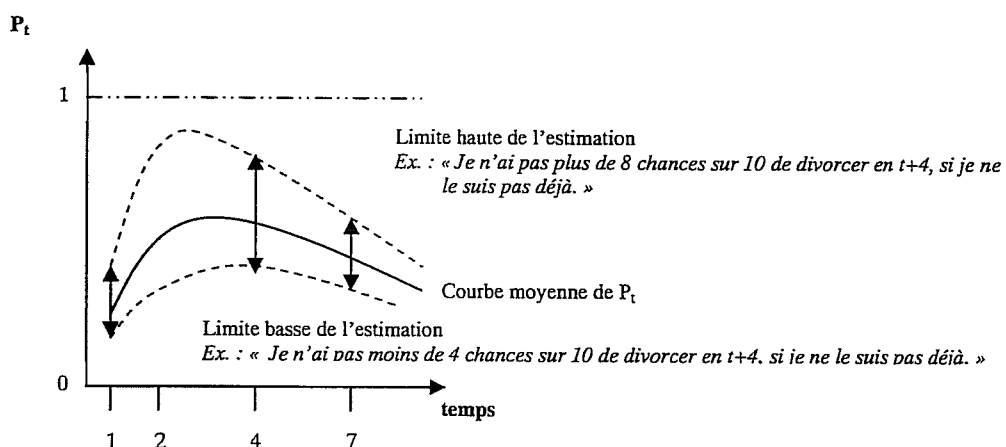 Pt
1
Limite haute de l'estimation
Ex. : « Je n'ai pas plus de 8 chances sur 10 de divorcer en t+4, si je ne
le suis pas déjà. »
Courbe moyenne de Pt
Limite basse de l'estimation
Ex. : « Je n'ai pas moins de 4 chances sur 10 de divorcer en t+4, si je ne le suis pas déjà. »
0
temps
1 2 4 7